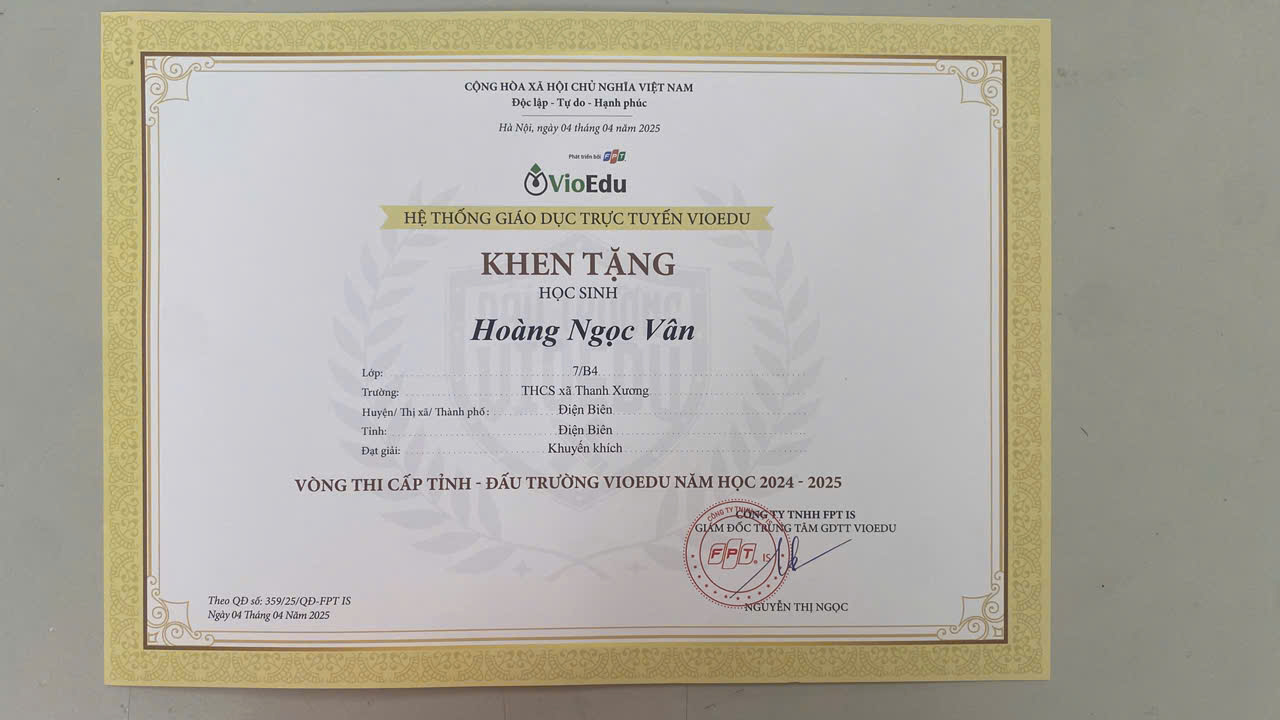 CỘNG HÒA XÃ HỘI CHỦ NGHĨA VIỆT NAM
Độc lập - Tự do - Hạnh phúc
Hà Nội, ngày 04 tháng 04 năm 2025
Phát triển bởi FPT
VioEdu
HỆ THỐNG GIÁO DỤC TRỰC TUYẾN VIOEDU
KHEN TẶNG
HỌC SINH
Hoàng Ngọc Vân
Lớp: 7/B4
Trường: THCS xã Thanh Xương
Huyện/ Thị xã/ Thành phố: Điện Biên
Tỉnh: Điện Biên
Đạt giải: Khuyến khích
VÒNG THI CẤP TỈNH - ĐẤU TRƯỜNG VIOEDU NĂM HỌC 2024 - 2025
CÔNG TY TNHH FPT IS
GIÁM ĐỐC TRUNG TÂM GDTT VIOEDU
CÔNG TY TNHH
FPT IS
NGUYỄN THỊ NGỌC
Theo QĐ số: 359/25/QĐ-FPT IS
Ngày 04 Tháng 04 Năm 2025